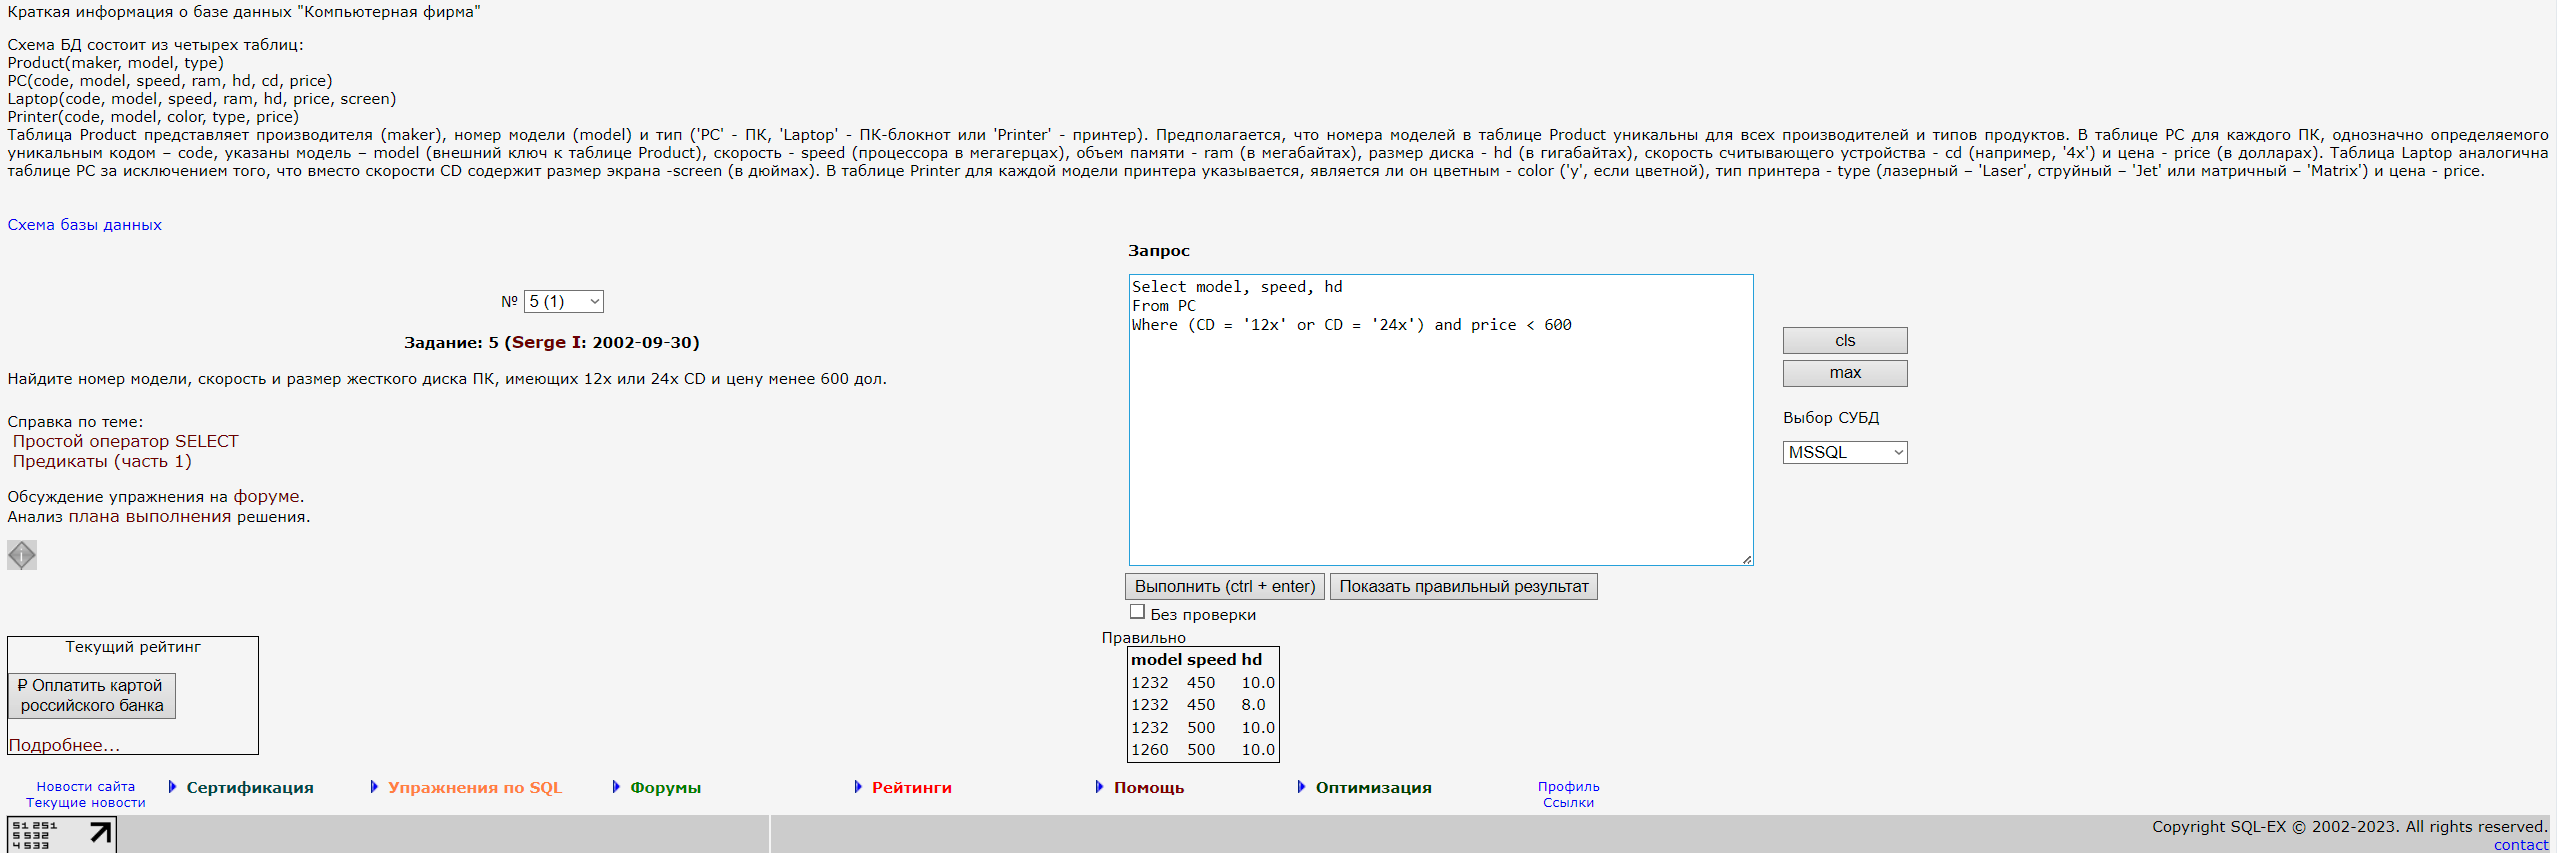 Краткая информация о базе данных "Компьютерная фирма"
Схема БД состоит из четырех таблиц:
Product(maker, model, type)
PC(code, model, speed, ram, hd, cd, price)
Laptop(code, model, speed, ram, hd, price, screen)
Printer(code, model, color, type, price)
Таблица Product представляет производителя (maker), номер модели (model) и тип ('PC' - ПК, 'Laptop' - ПК-блокнот или 'Printer' - принтер). Предполагается, что номера моделей в таблице Product уникальны для всех производителей и типов продуктов. В таблице PC для каждого ПК, однозначно определяемого
уникальным кодом – code, указаны модель – model (внешний ключ к таблице Product), скорость - speed (процессора в мегагерцах), объем памяти - ram (в мегабайтах), размер диска - hd (в гигабайтах), скорость считывающего устройства - cd (например, '4x') и цена - price (в долларах). Таблица Laptop аналогична
таблице РС за исключением того, что вместо скорости CD содержит размер экрана -screen (в дюймах). В таблице Printer для каждой модели принтера указывается, является ли он цветным - color ('y', если цветной), тип принтера - type (лазерный – 'Laser', струйный – 'Jet' или матричный – 'Matrix') и цена - price.
Схема базы данных
Запрос
№ 5 (1)
Задание: 5 (Serge I: 2002-09-30)
Найдите номер модели, скорость и размер жесткого диска ПК, имеющих 12x или 24x CD и цену менее 600 дол.
Справка по теме:
Простой оператор SELECT
Предикаты (часть 1)
Обсуждение упражнения на форуме.
Анализ плана выполнения решения.
Select model, speed, hd
From PC
Where (CD = '12x' or CD = '24x') and price < 600
cls
max
Выбор СУБД
MSSQL
Выполнить (ctrl + enter) Показать правильный результат
Без проверки
Правильно
model speed hd
1232 450 10.0
1232 450 8.0
1232 500 10.0
1260 500 10.0
Текущий рейтинг
₽ Оплатить картой
российского банка
Подробнее...
Новости сайта
Текущие новости
Сертификация
Упражнения по SQL
Форумы
Рейтинги
Помощь
Оптимизация
Профиль
Ссылки
51 251
5 532
4 533
Copyright SQL-EX © 2002-2023. All rights reserved.
contact